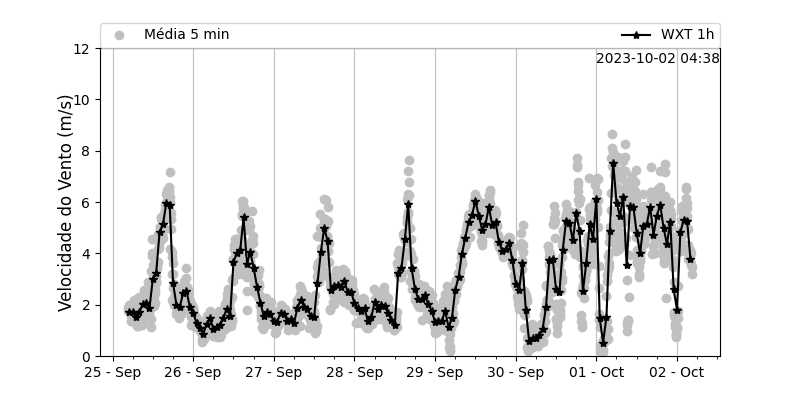 Média 5 min WXT 1h
2023-10-02 04:38
Velocidade do Vento (m/s)
12
10
8
6
4
2
0
25 - Sep 26 - Sep 27 - Sep 28 - Sep 29 - Sep 30 - Sep 01 - Oct 02 - Oct